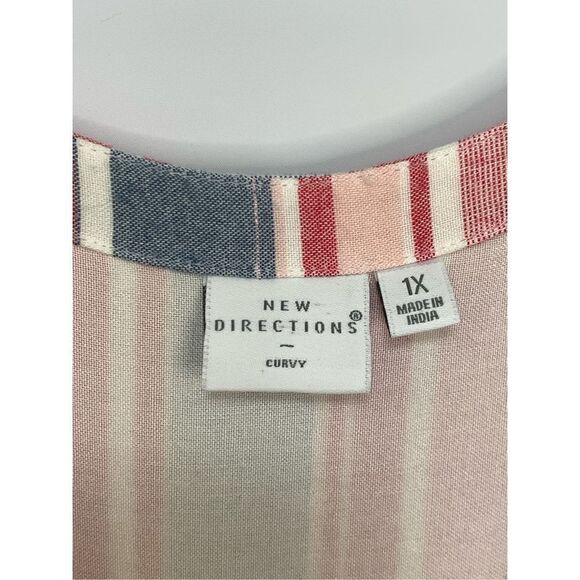 NEW
DIRECTIONS®
~
CURVY
1X
MADE IN
INDIA